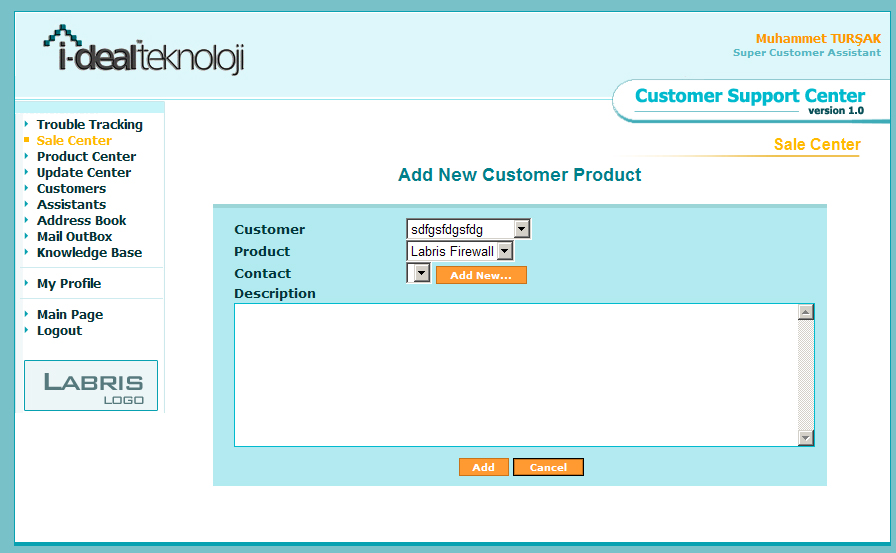 i-dealteknoloji
Muhammet TURŞAK
Super Customer Assistant
Customer Support Center
version 1.0
Trouble Tracking
Sale Center
Product Center
Update Center
Customers
Assistants
Address Book
Mail OutBox
Knowledge Base
My Profile
Main Page
Logout
LABRIS
LOGO
Sale Center
Add New Customer Product
Customer sdfgsfdgsfdg
Product Labris Firewall
Contact Add New...
Description
Add Cancel